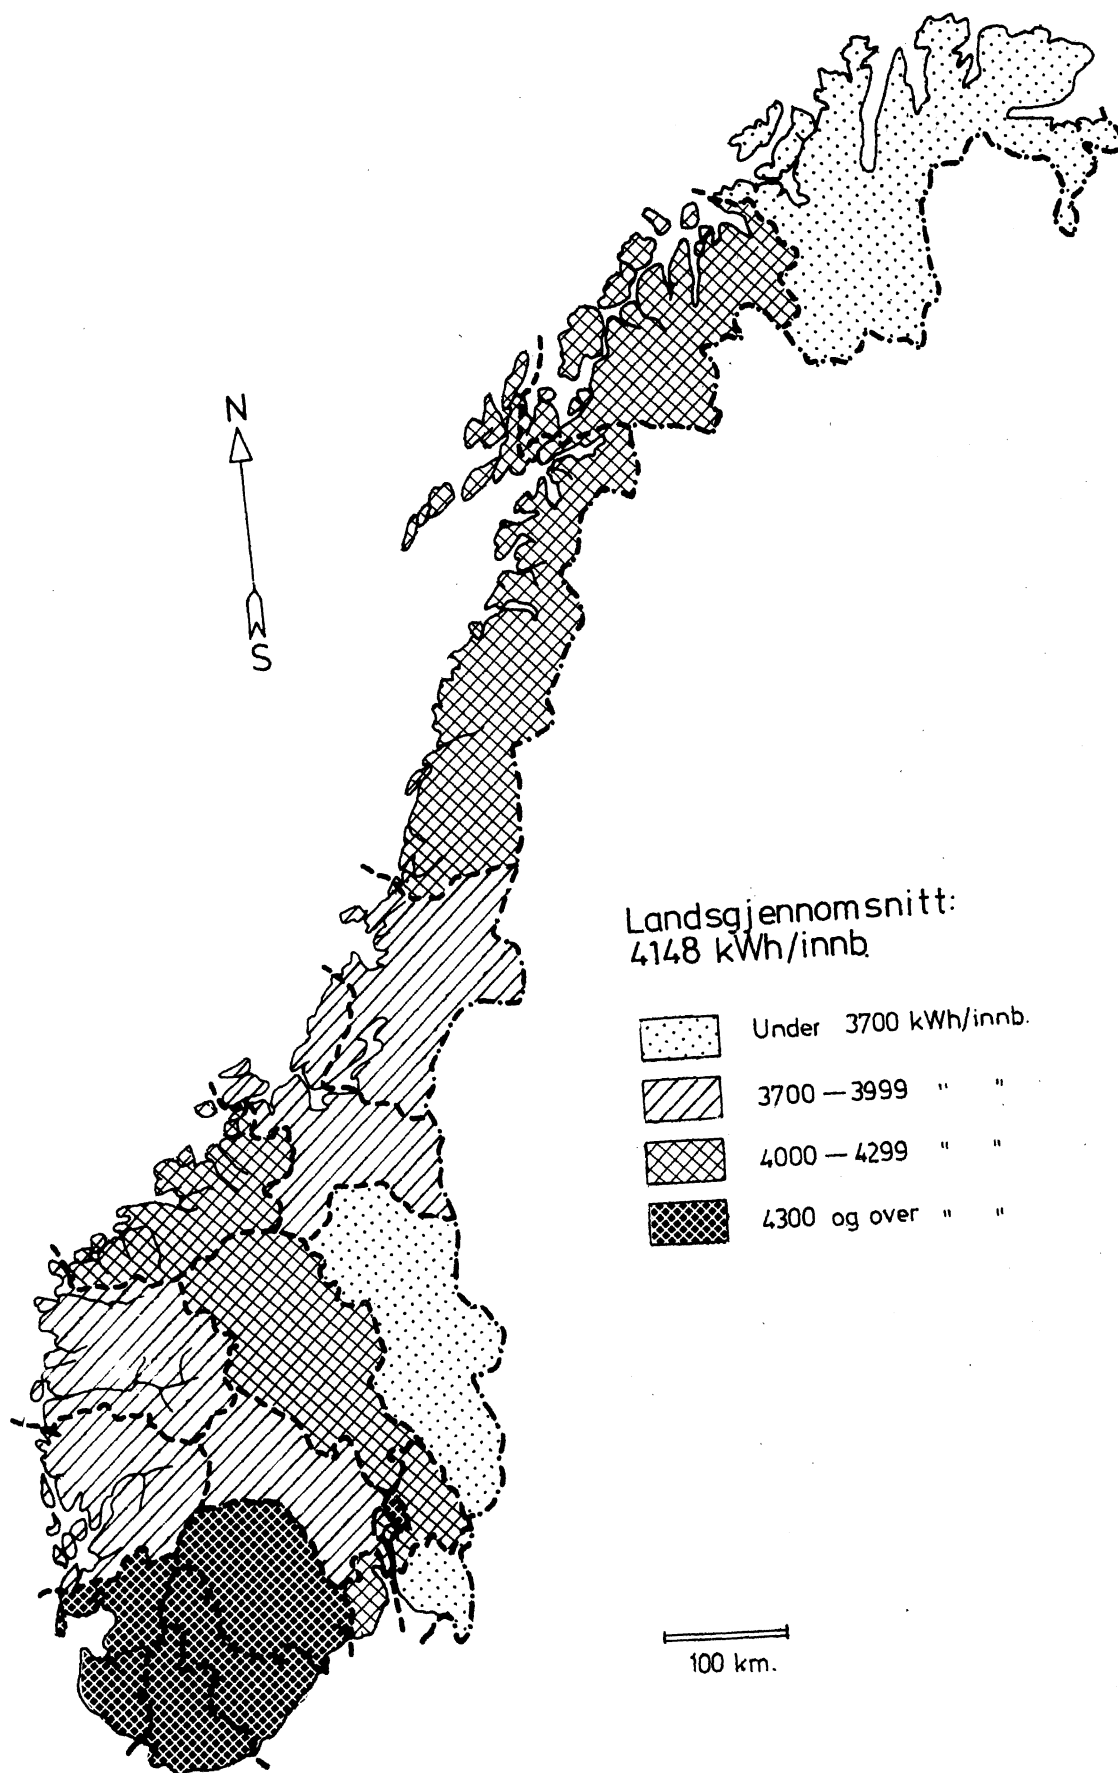 N
S
Landsgjennomsnitt:
4148 kWh/innb.
Under 3700 kWh/innb.
3700 — 3999 " "
4000 — 4299 " "
4300 og over " "
100 km.